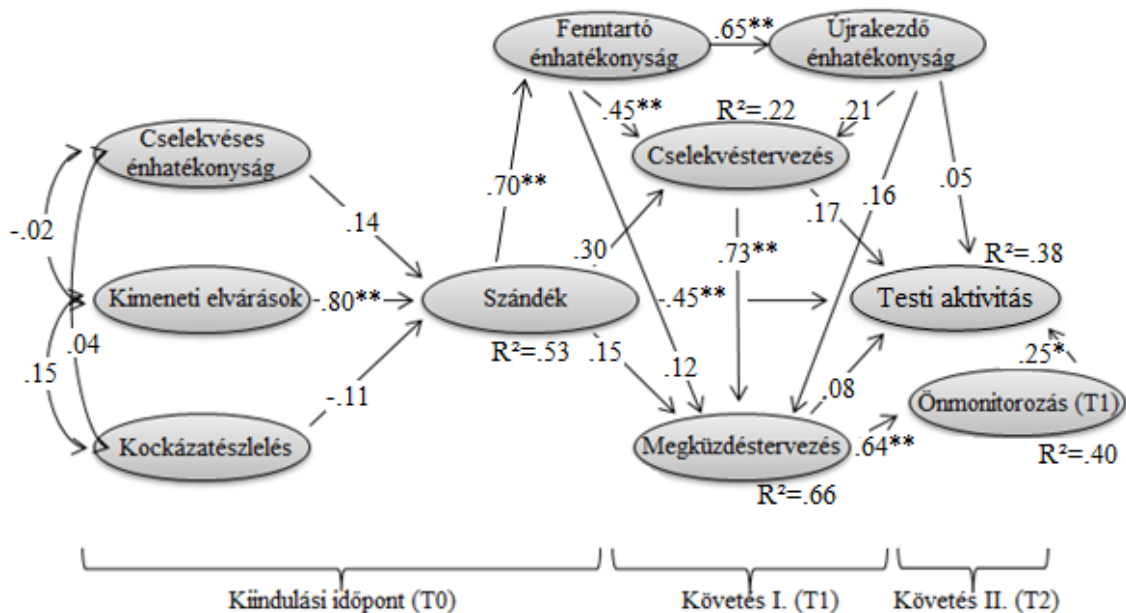 Fenntartó
énhatékonyság
.65**
Újrakezdő
énhatékonyság
.45**
R²=.22
.21
Cselekvéses
énhatékonyság
Cselekvéstervezés
.70**
.16
.05
-.02
.14
.17
.30
.73**
R²=.38
Kimeneti elvárások
-.80**
Szándék
-.45**
Testi aktivitás
.04
R²=.53
.15
.15
.12
.25*
-.11
.08
Önmonitorozás (T1)
Kockázatészlelés
Megküzdéstervezés
.64**
R²=.40
R²=.66
Kiindulási időpont (T0)
Követés I. (T1)
Követés II. (T2)